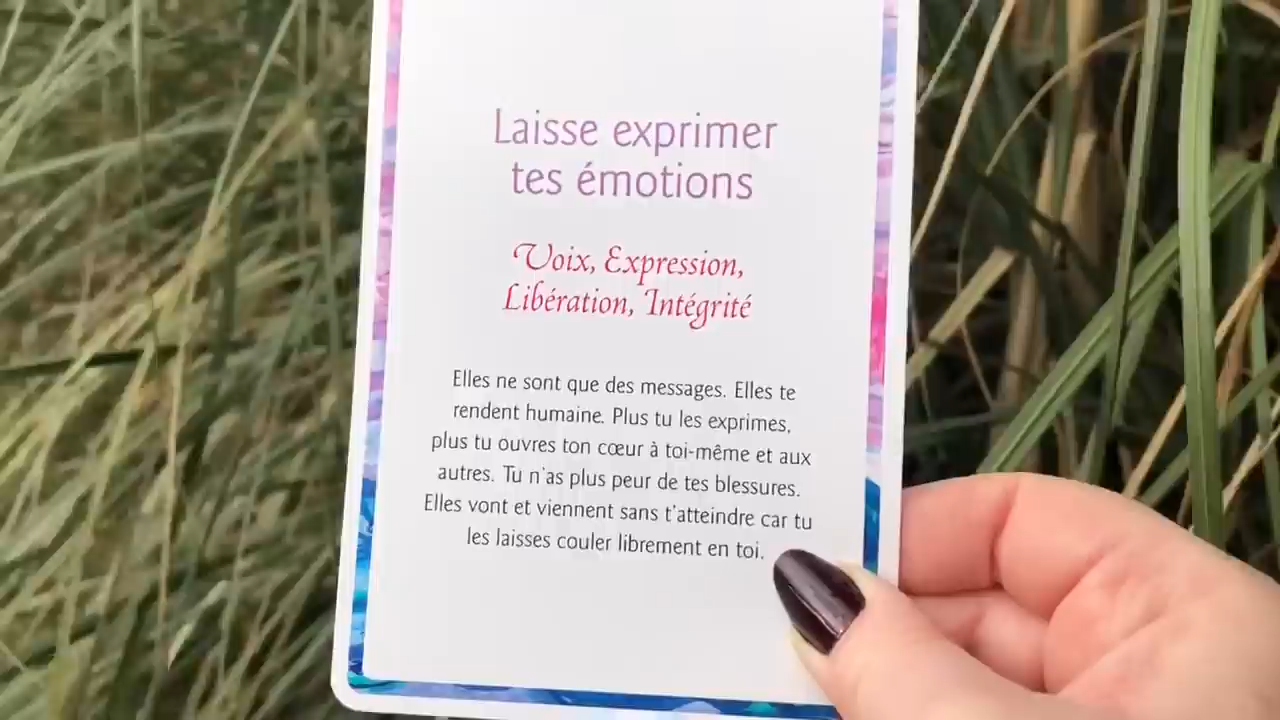 Laisse exprimer
tes émotions
Voix, Expression,
Libération, Intégrité
Elles ne sont que des messages. Elles te
rendent humaine. Plus tu les exprimes,
plus tu ouvres ton cœur à toi-même et aux
autres. Tu n'as plus peur de tes blessures.
Elles vont et viennent sans t'atteindre car tu
les laisses couler librement en toi.